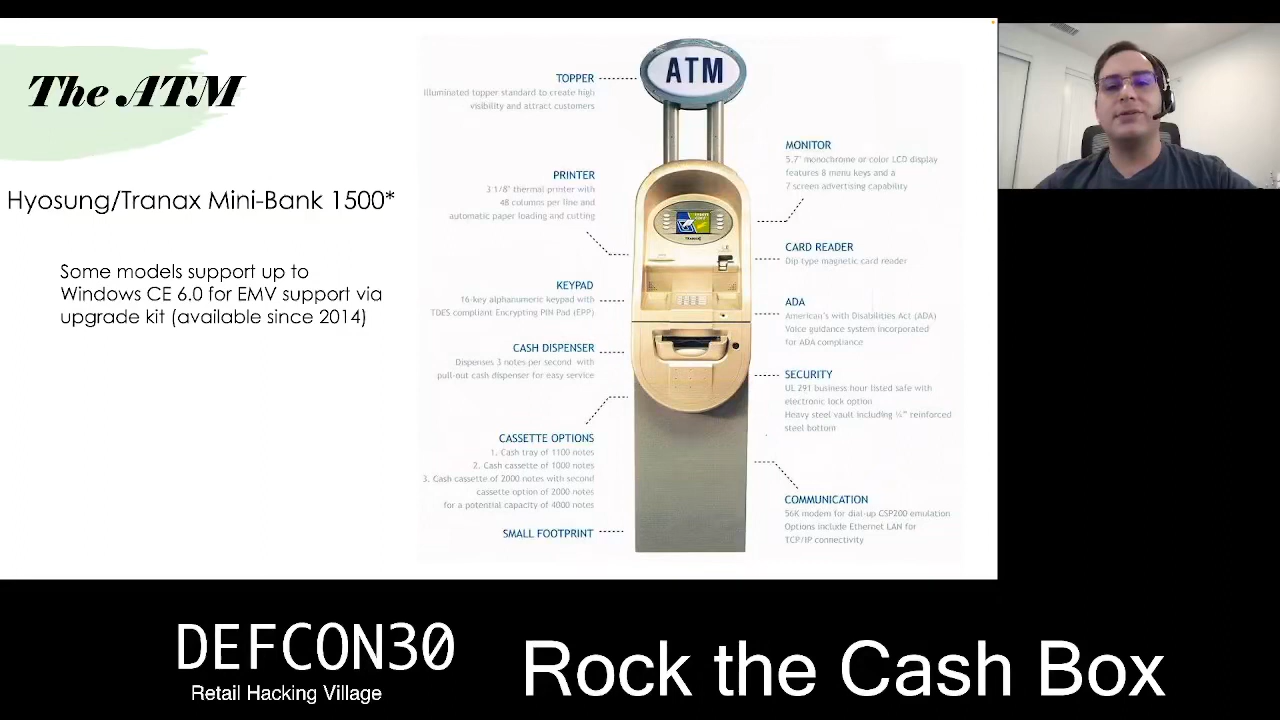 The ATM
Hyosung/Tranax Mini-Bank 1500*
Some models support up to
Windows CE 6.0 for EMV support via
upgrade kit (available since 2014)
TOPPER
Illuminated topper standard to create high
visibility and attract customers
PRINTER
3 1/8" thermal printer with
48 columns per line and
automatic paper loading and cutting
KEYPAD
16-key alphanumeric keypad with
TDES compliant Encrypting PIN Pad (EPP)
CASH DISPENSER
Dispenses 3 notes per second with
pull-out cash dispenser for easy service
CASSETTE OPTIONS
1. Cash tray of 1100 notes
2. Cash cassette of 1000 notes
3. Cash cassette of 2000 notes with second
cassette option of 2000 notes
for a potential capacity of 4000 notes
SMALL FOOTPRINT
ATM
MONITOR
5.7" monochrome or color LCD display
features 8 menu keys and a
7 screen advertising capability
CARD READER
Dip type magnetic card reader
ADA
American's with Disabilities Act (ADA)
Voice guidance system incorporated
for ADA compliance
SECURITY
UL 291 business hour listed safe with
electronic lock option
Heavy steel vault including ¼" reinforced
steel bottom
COMMUNICATION
56K modem for dial-up CSP200 emulation
Options include Ethernet LAN for
TCP/IP connectivity
DEFCON30
Retail Hacking Village
Rock the Cash Box